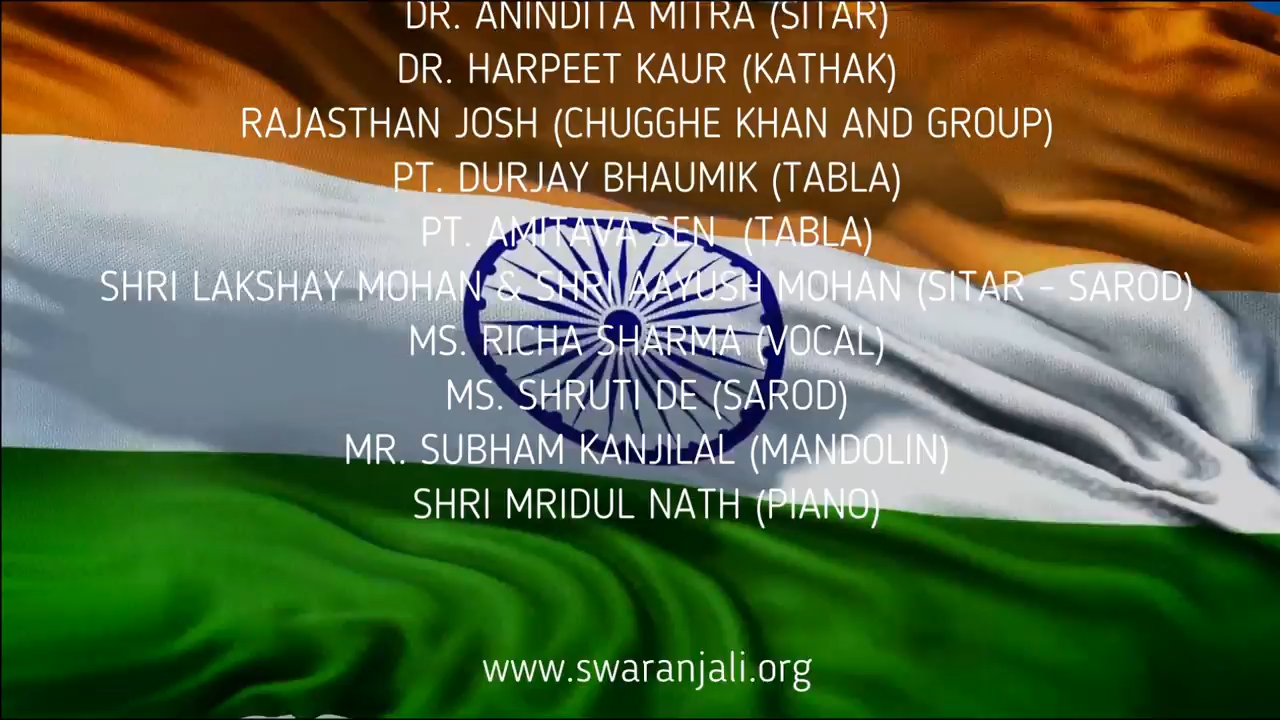 DR. ANINDITA MITRA (SITAR)
DR. HARPEET KAUR (KATHAK)
RAJASTHAN JOSH (CHUGGHE KHAN AND GROUP)
PT. DURJAY BHAUMIK (TABLA)
PT. AMITAVA SEN (TABLA)
SHRI LAKSHAY MOHAN & SHRI AAYUSH MOHAN (SITAR - SAROD)
MS. RICHA SHARMA (VOCAL)
MS. SHRUTI DE (SAROD)
MR. SUBHAM KANJILAL (MANDOLIN)
SHRI MRIDUL NATH (PIANO)
www.swaranjali.org